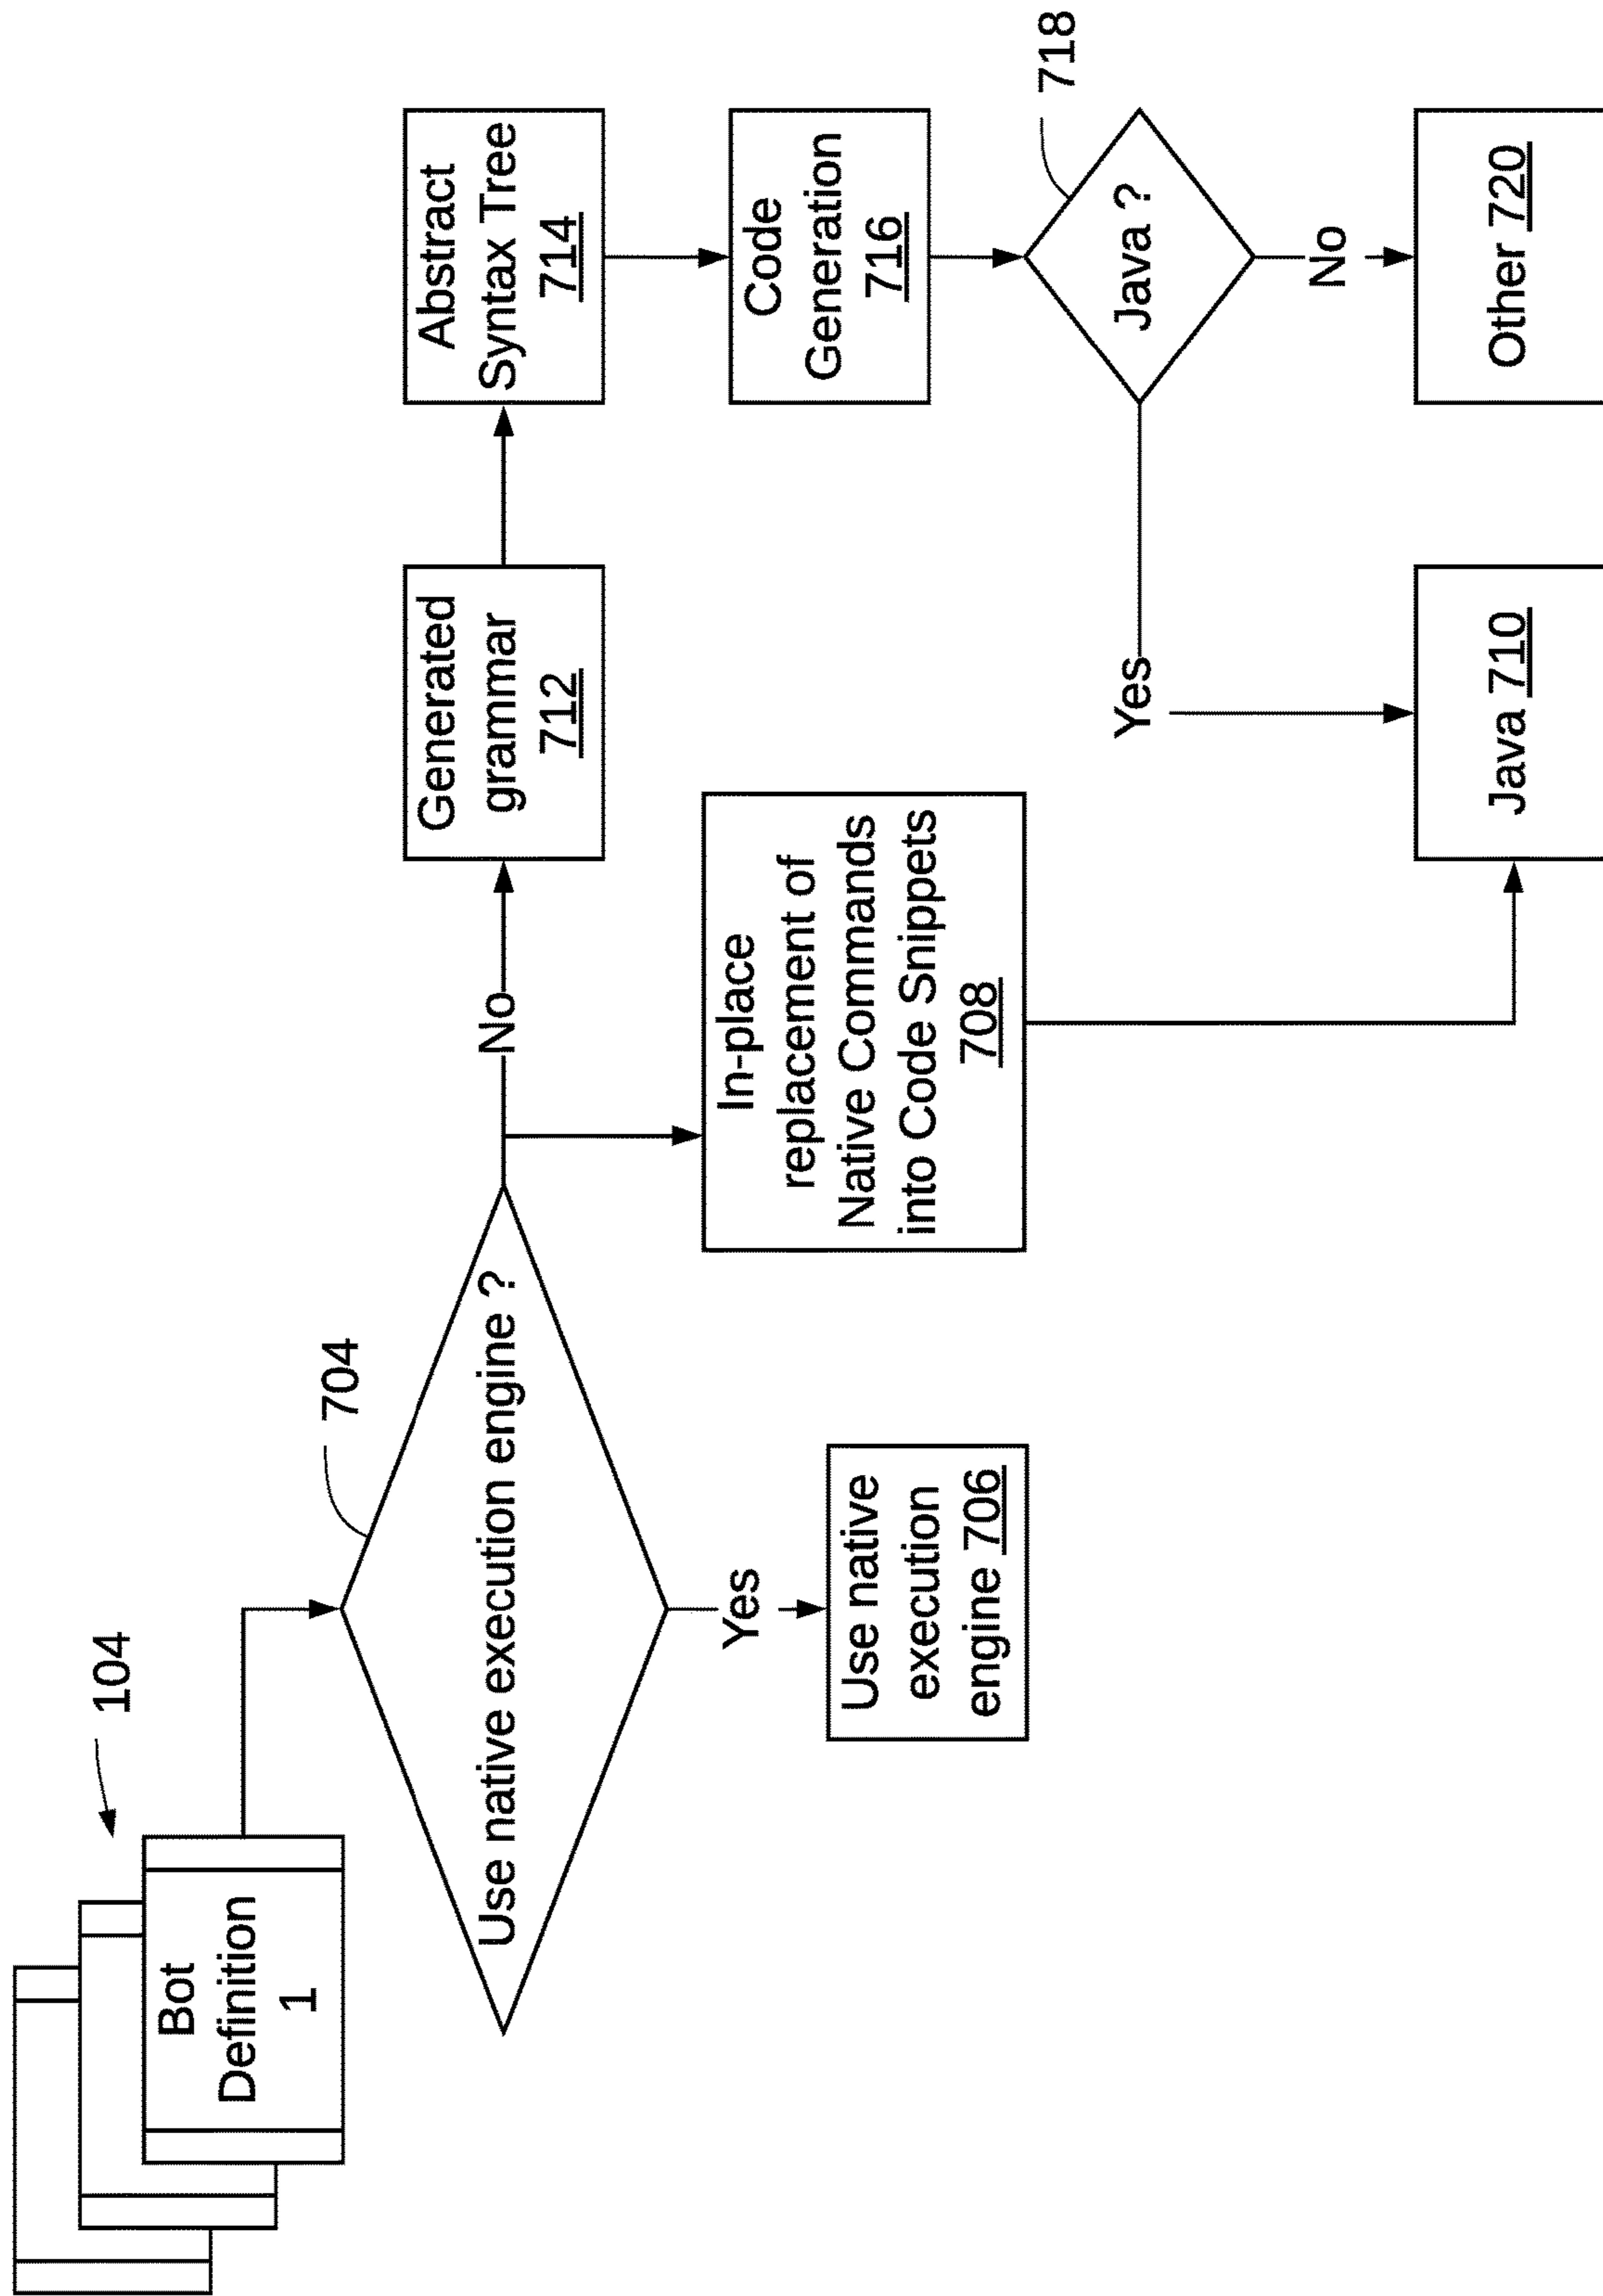 104
Bot
Definition
1
704
Use native execution engine ?
Yes
Use native
execution
engine 706
No
In-place
replacement of
Native Commands
into Code Snippets
708
Generated
grammar
712
Abstract
Syntax Tree
714
Code
Generation
716
718
Java ?
Yes
No
Java 710
Other 720